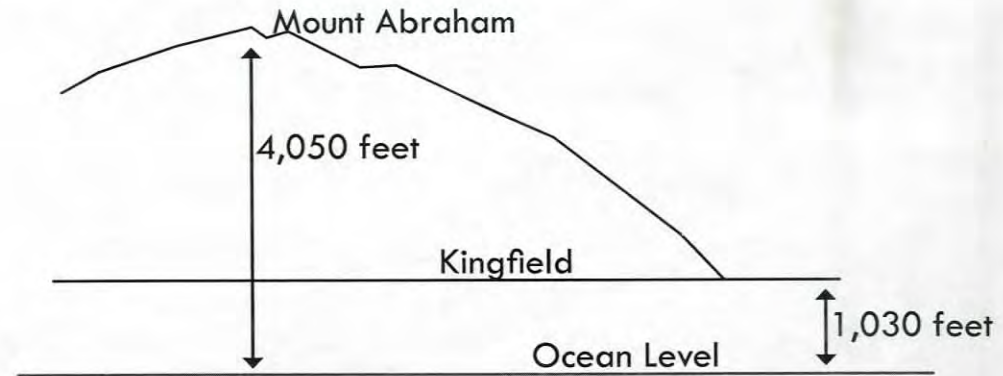 Mount Abraham
4,050 feet
Kingfield
1,030 feet
Ocean Level